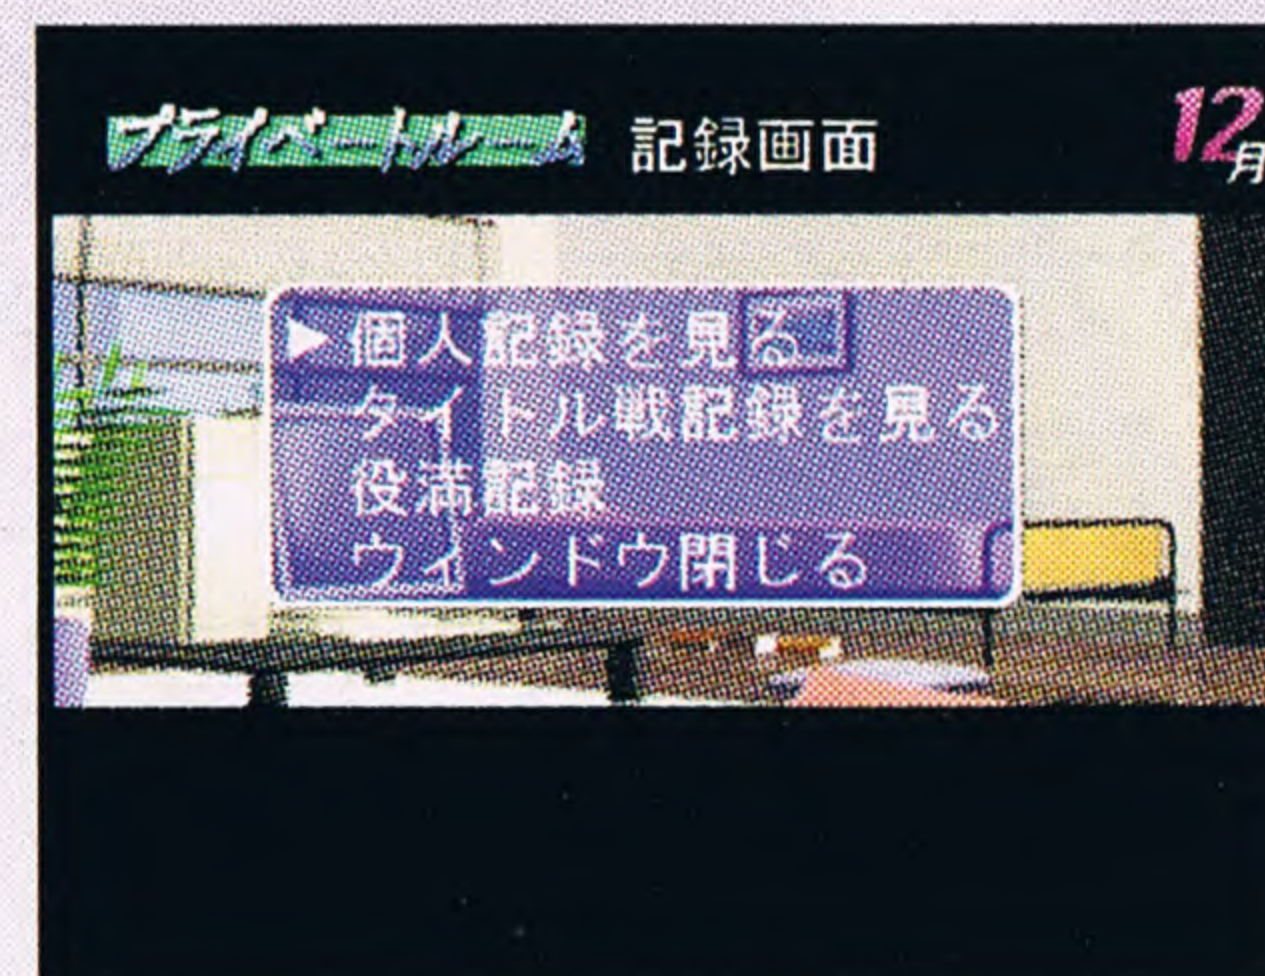 プライベートルーム 記録画面 12月
▶個人記録を見る
タイトル戦記録を見る
役満記録
ウィンドウ閉じる